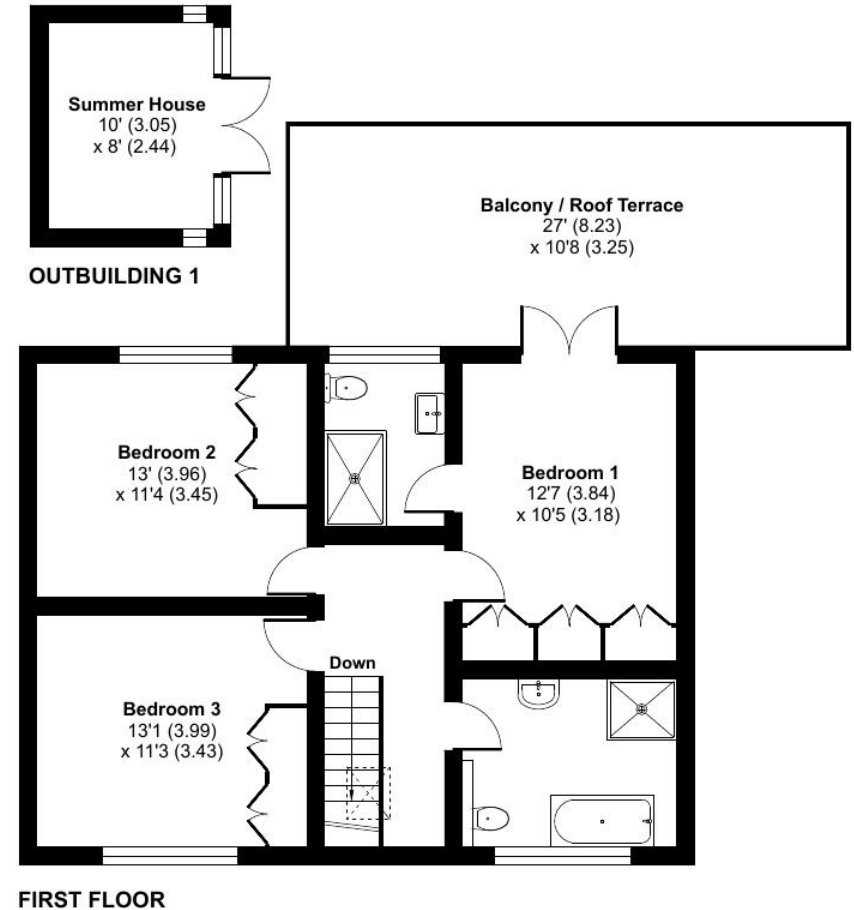 Summer House
10' (3.05)
x 8' (2.44)
OUTBUILDING 1
Balcony / Roof Terrace
27' (8.23)
x 10'8 (3.25)
Bedroom 2
13' (3.96)
x 11'4 (3.45)
Bedroom 1
12'7 (3.84)
x 10'5 (3.18)
Down
Bedroom 3
13'1 (3.99)
x 11'3 (3.43)
FIRST FLOOR